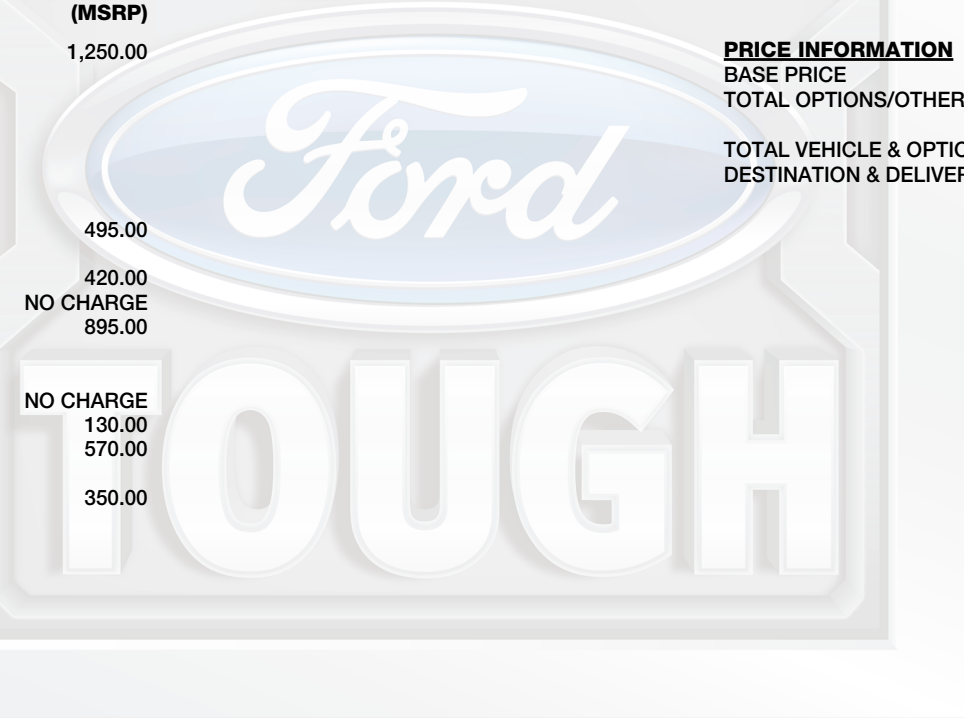 (MSRP)
1,250.00
495.00
420.00
NO CHARGE
895.00
NO CHARGE
130.00
570.00
350.00
PRICE INFORMATION
BASE PRICE
TOTAL OPTIONS/OTHER
TOTAL VEHICLE & OPTIO
DESTINATION & DELIVER
Ford
TOUGH